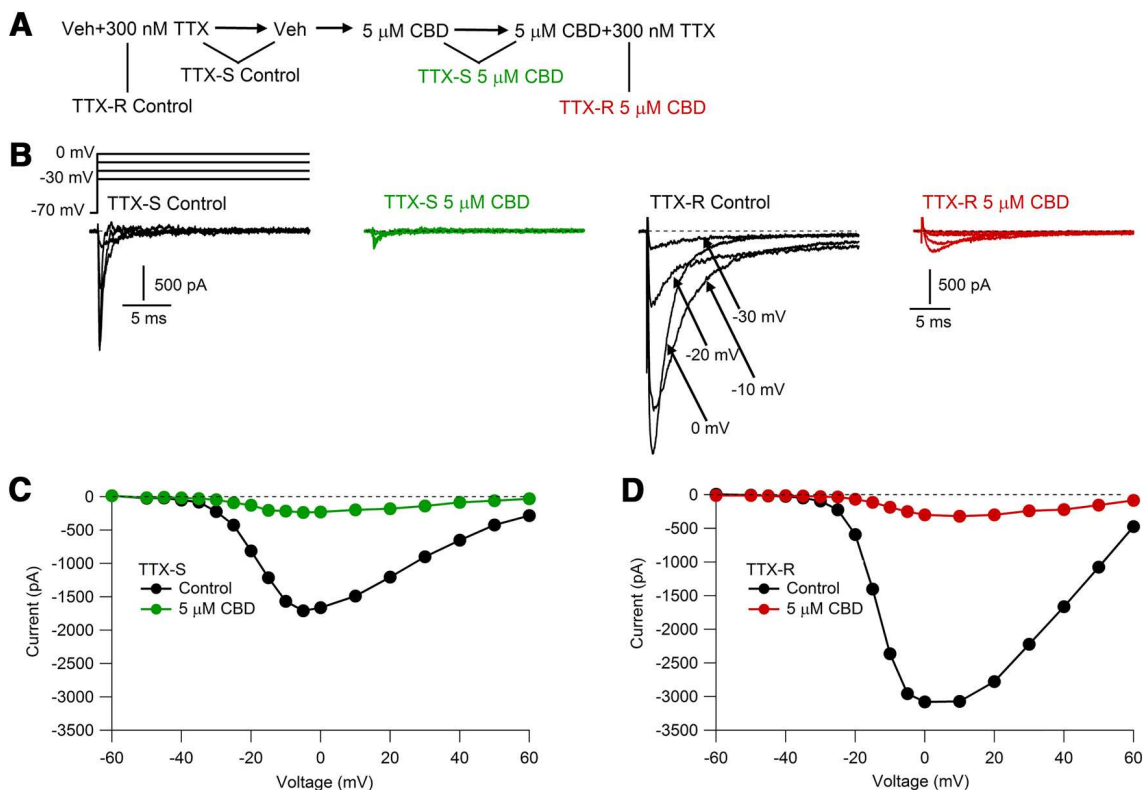 A
Veh+300 nM TTX Veh 5 μM CBD 5 μM CBD+300 nM TTX
TTX-S Control TTX-S 5 μM CBD
TTX-R Control TTX-R 5 μM CBD
B
0 mV
-30 mV
-70 mV
TTX-S Control
500 pA
5 ms
TTX-S 5 μM CBD
TTX-R Control
-30 mV
-20 mV
-10 mV
0 mV
TTX-R 5 μM CBD
500 pA
5 ms
C
0
-500
-1000
-1500
-2000
-2500
-3000
-3500
Current (pA)
TTX-S
Control
5 μM CBD
-60 -40 -20 0 20 40 60
Voltage (mV)
D
0
-500
-1000
-1500
-2000
-2500
-3000
-3500
Current (pA)
TTX-R
Control
5 μM CBD
-60 -40 -20 0 20 40 60
Voltage (mV)